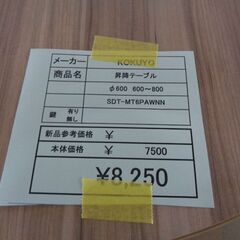 メーカー KOKUYO
商品名 昇降テーブル
φ600 600～800
SDT-MT6PAWNN
鍵 有り 無し
新品参考価格 ¥
本体価格 ¥ 7500
¥8,250